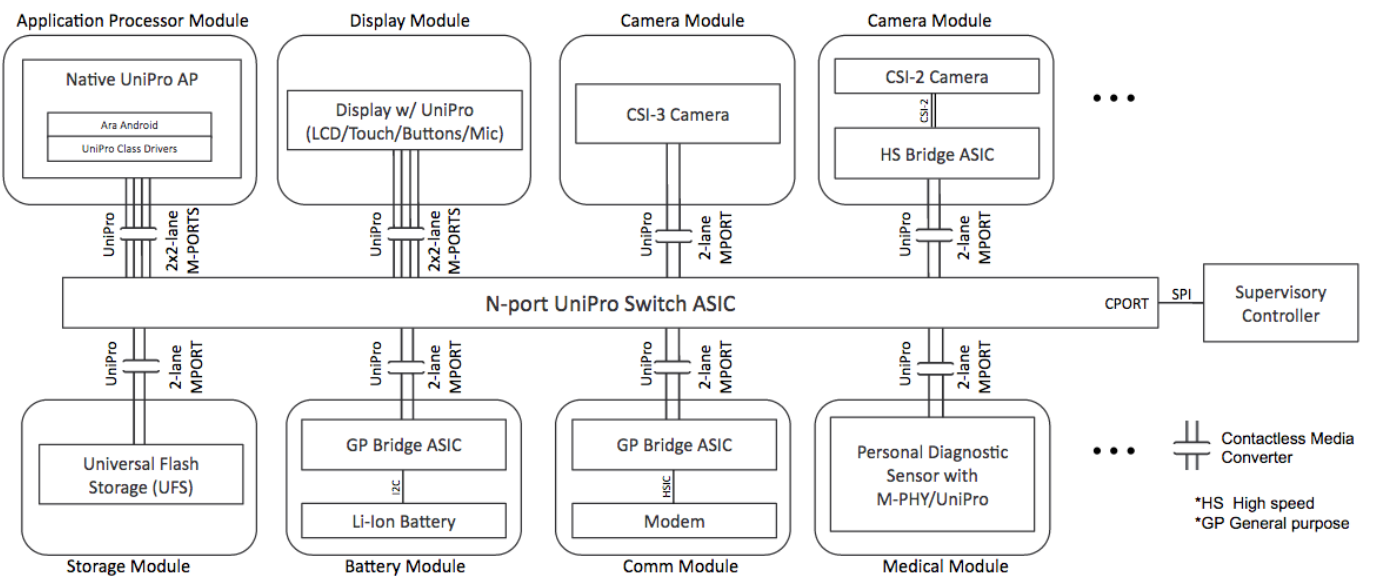 Application Processor Module
Display Module
Camera Module
Camera Module
Native UniPro AP
Ara Android
UniPro Class Drivers
Display w/ UniPro
(LCD/Touch/Buttons/Mic)
CSI-3 Camera
CSI-2 Camera
CSI-2
HS Bridge ASIC
...
UniPro
2x2-lane
M-PORTS
UniPro
2x2-lane
M-PORTS
UniPro
2-lane
MPORT
UniPro
2-lane
MPORT
N-port UniPro Switch ASIC
CPORT
SPI
Supervisory
Controller
UniPro
2-lane
MPORT
UniPro
2-lane
MPORT
UniPro
2-lane
MPORT
UniPro
2-lane
MPORT
Universal Flash
Storage (UFS)
GP Bridge ASIC
I2C
Li-Ion Battery
GP Bridge ASIC
HSIC
Modem
Personal Diagnostic
Sensor with
M-PHY/UniPro
...
Contactless Media
Converter
*HS High speed
*GP General purpose
Storage Module
Battery Module
Comm Module
Medical Module